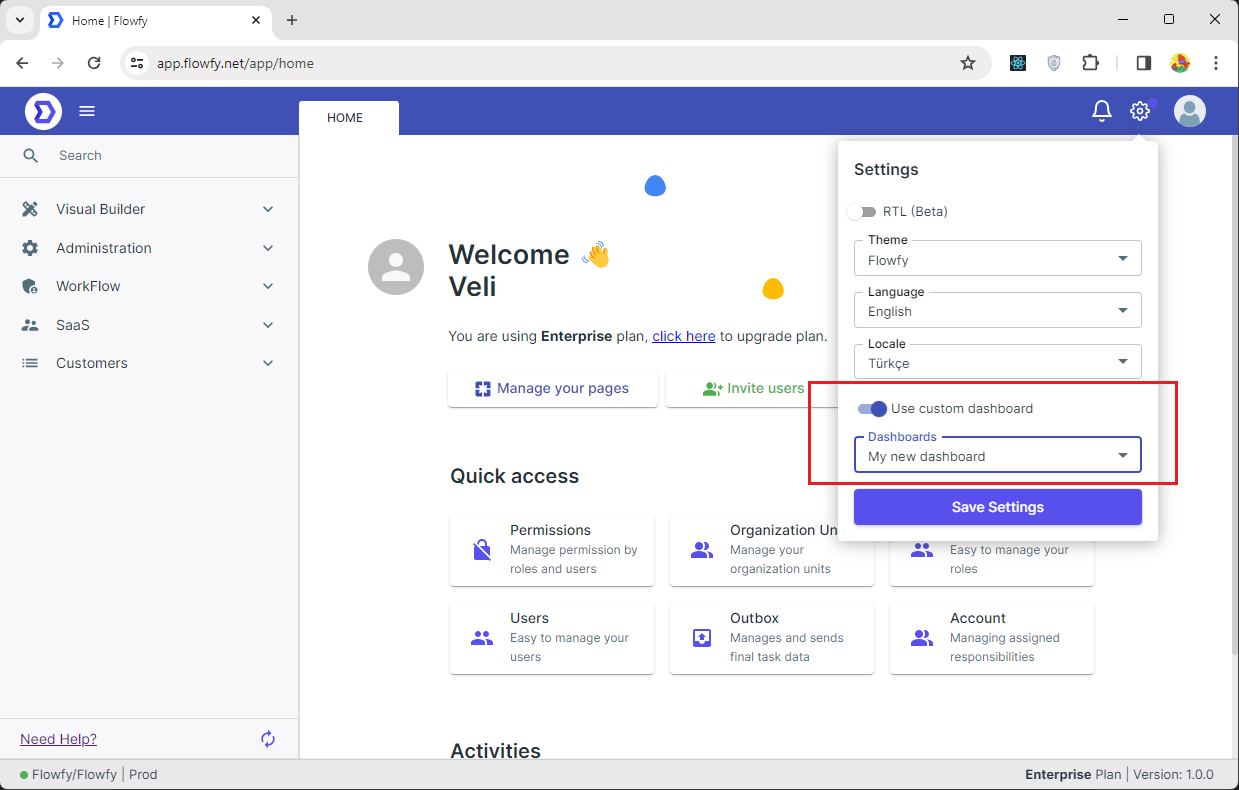 Home | Flowfy
app.flowfy.net/app/home
HOME
Search
Visual Builder
Administration
WorkFlow
SaaS
Customers
Need Help?
Welcome 👋
Veli
You are using Enterprise plan, click here to upgrade plan.
Manage your pages
Invite users
Quick access
Permissions
Manage permission by
roles and users
Organization Un
Manage your
organization units
Easy to manage your
roles
Users
Easy to manage your
users
Outbox
Manages and sends
final task data
Account
Managing assigned
responsibilities
Activities
Settings
RTL (Beta)
Theme
Flowfy
Language
English
Locale
Türkçe
Use custom dashboard
Dashboards
My new dashboard
Save Settings
Flowfy/Flowfy | Prod
Enterprise Plan | Version: 1.0.0